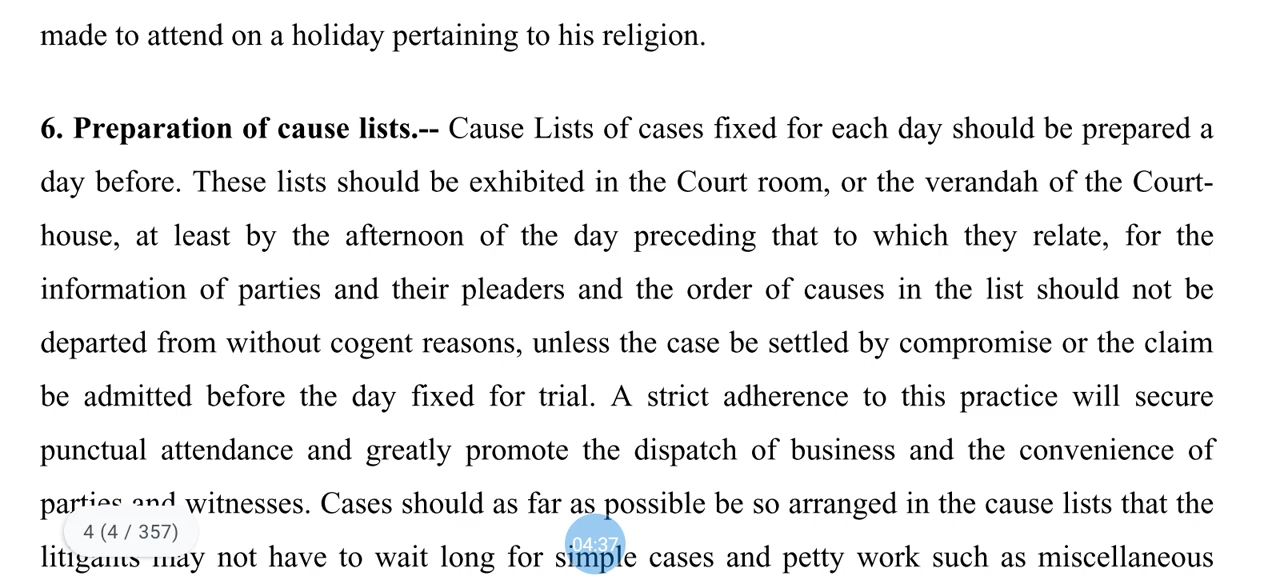 made to attend on a holiday pertaining to his religion.
6. Preparation of cause lists.-- Cause Lists of cases fixed for each day should be prepared a
day before. These lists should be exhibited in the Court room, or the verandah of the Court-
house, at least by the afternoon of the day preceding that to which they relate, for the
information of parties and their pleaders and the order of causes in the list should not be
departed from without cogent reasons, unless the case be settled by compromise or the claim
be admitted before the day fixed for trial. A strict adherence to this practice will secure
punctual attendance and greatly promote the dispatch of business and the convenience of
parties and witnesses. Cases should as far as possible be so arranged in the cause lists that the
4 (4 / 357)
04:37
litigants may not have to wait long for simple cases and petty work such as miscellaneous